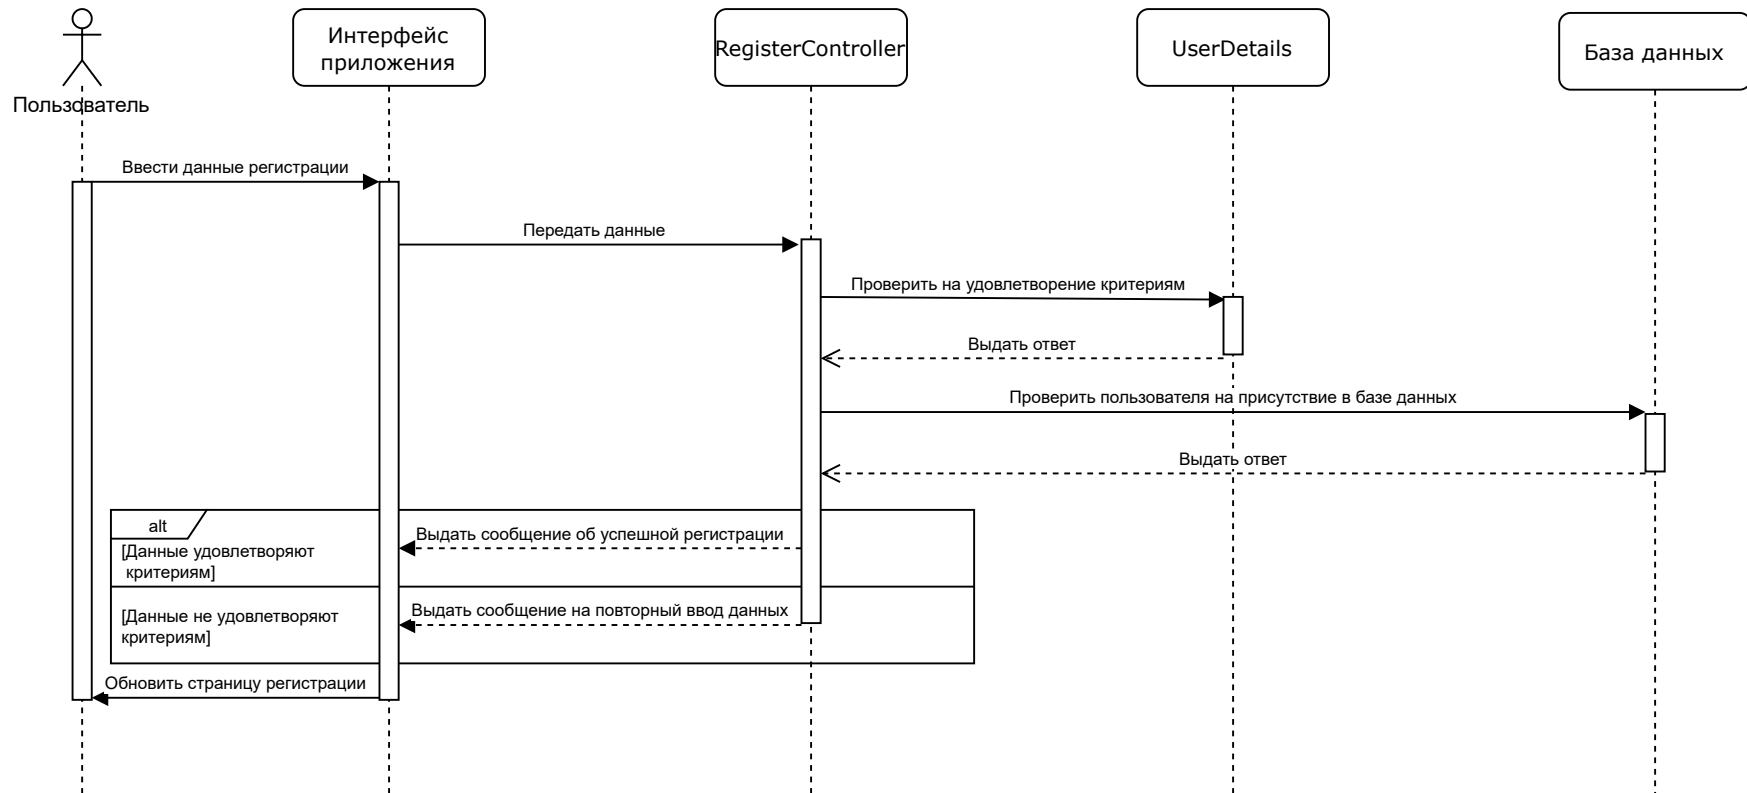 Пользователь
Интерфейс
приложения
RegisterController
UserDetails
База данных
Ввести данные регистрации
Передать данные
Проверить на удовлетворение критериям
Выдать ответ
Проверить пользователя на присутствие в базе данных
Выдать ответ
alt
[Данные удовлетворяют
критериям]
Выдать сообщение об успешной регистрации
[Данные не удовлетворяют
критериям]
Выдать сообщение на повторный ввод данных
Обновить страницу регистрации